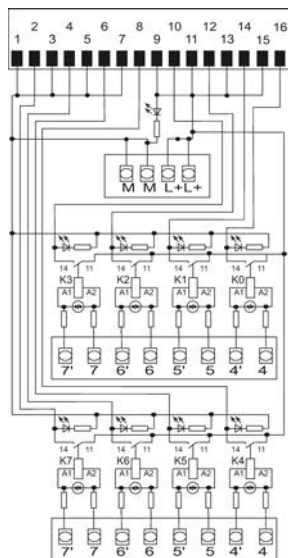 2 4 6 8 10 12 14 16
1 3 5 7 9 11 13 15
M M L+ L+
14 11 14 11 14 11 14 11
K3 K2 K1 K0
A1 A2 A1 A2 A1 A2 A1 A2
7' 7 6' 6 5' 5 4' 4
14 11 14 11 14 11 14 11
K7 K6 K5 K4
A1 A2 A1 A2 A1 A2 A1 A2
7' 7 6' 6 5' 5 4' 4